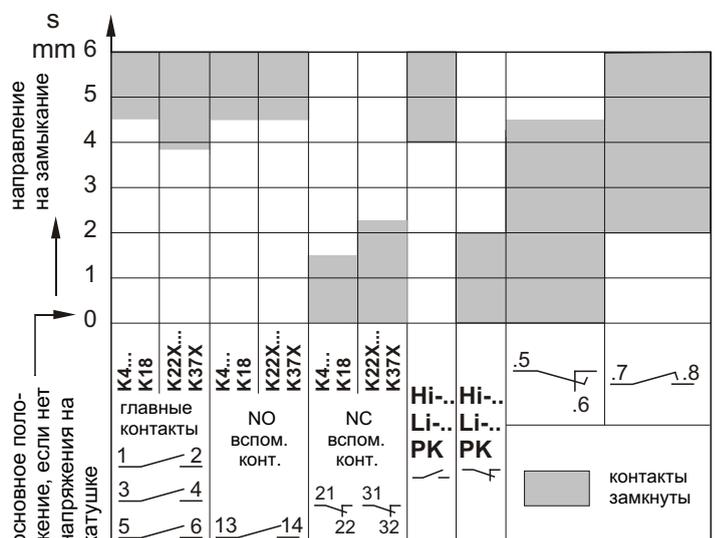 s
mm
6
5
4
3
2
1
0
направление
на замыкание
основное поло-
жение, если нет
напряжения на
катушке
K4...
K18
K22X...
K37X
K4...
K18
K22X...
K37X
K4...
K18
K22X...
K37X
Hi-..
Li-..
PK
Hi-..
Li-..
PK
.5
.6
.7 .8
главные
контакты
1 2
3 4
5 6
NO
вспом.
конт.
13 14
NC
вспом.
конт.
21
22
31
32
контакты
замкнуты